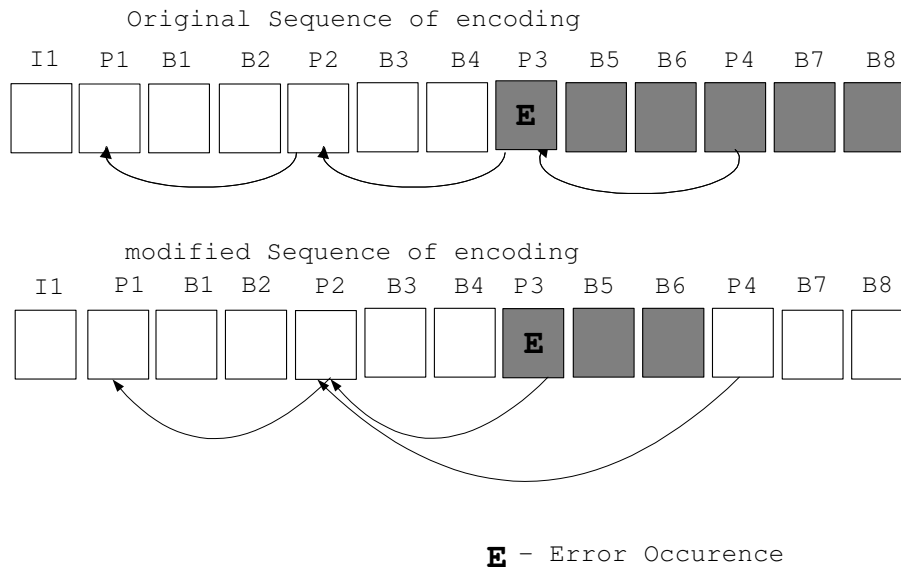 Original Sequence of encoding
I1 P1 B1 B2 P2 B3 B4 P3 B5 B6 P4 B7 B8
E
modified Sequence of encoding
I1 P1 B1 B2 P2 B3 B4 P3 B5 B6 P4 B7 B8
E
E – Error Occurence